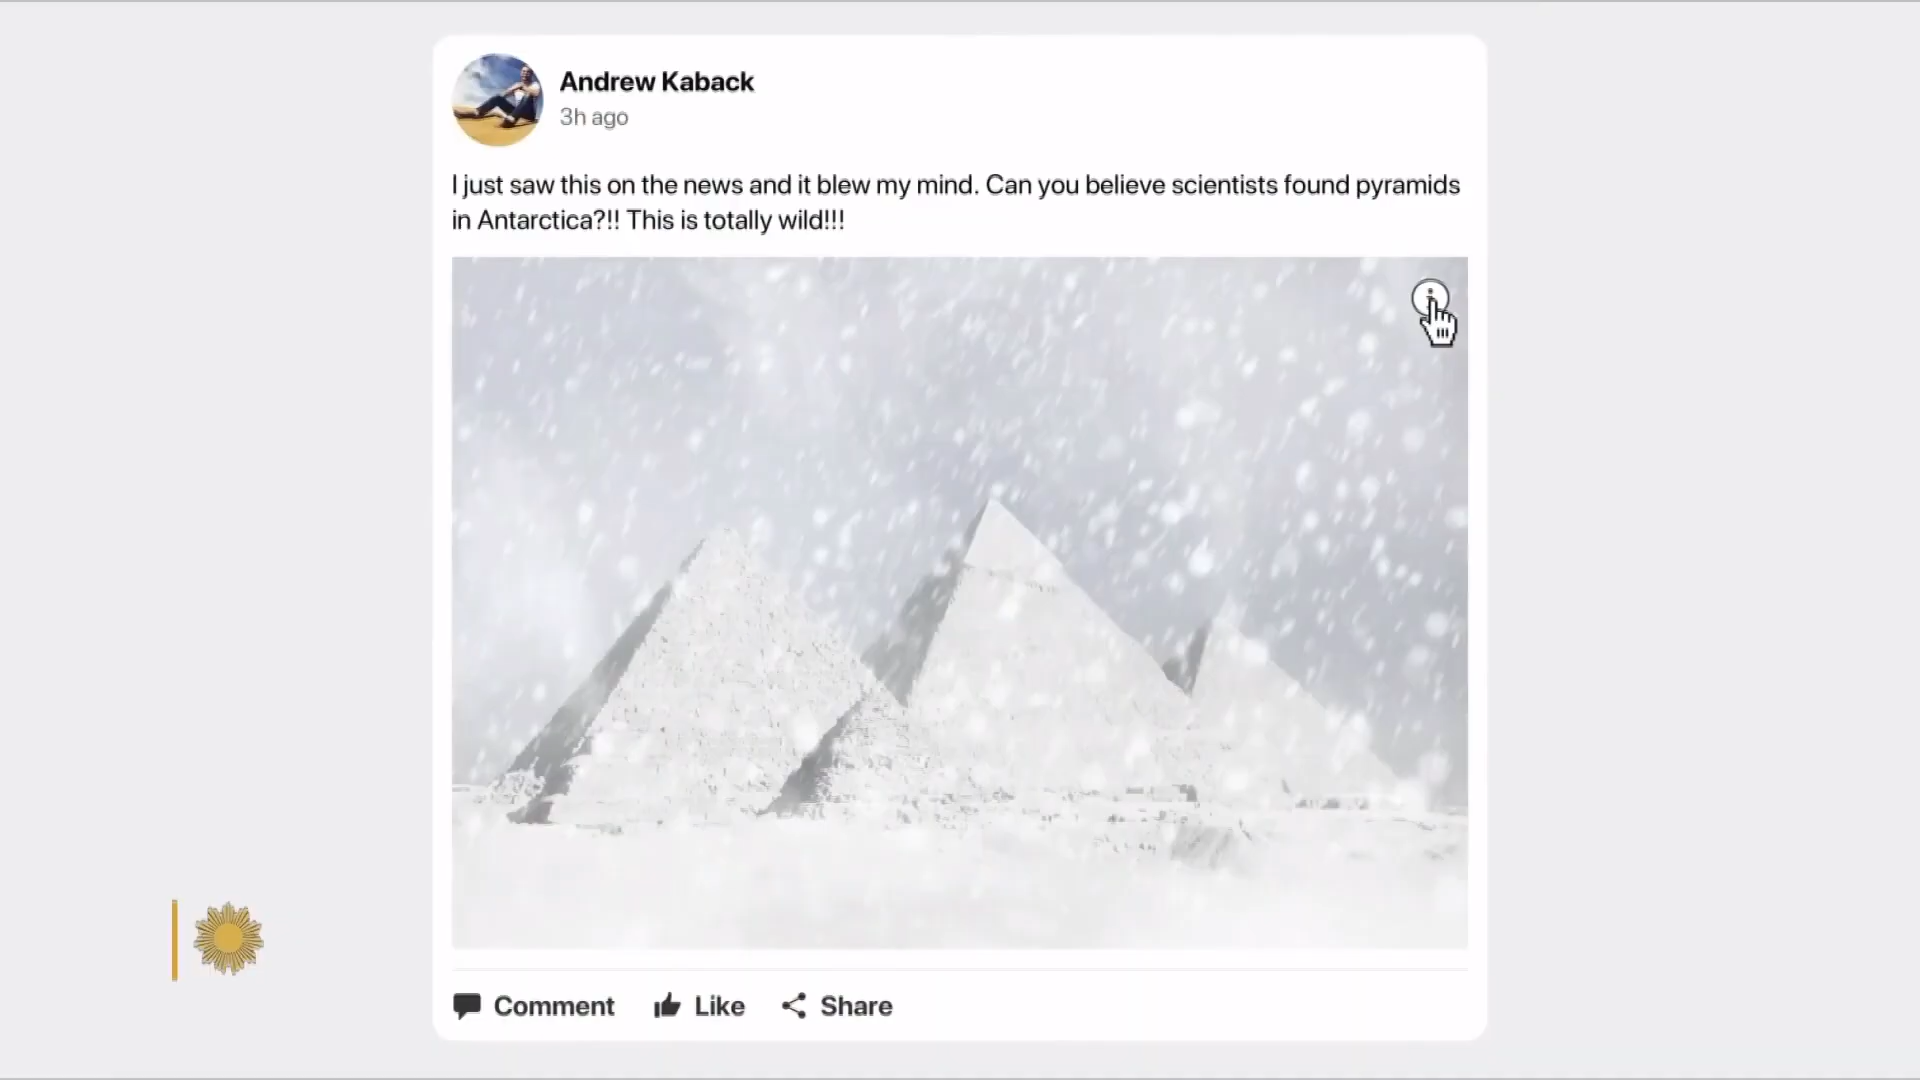 Andrew Kaback
3h ago
I just saw this on the news and it blew my mind. Can you believe scientists found pyramids
in Antarctica?!! This is totally wild!!!
Comment Like Share